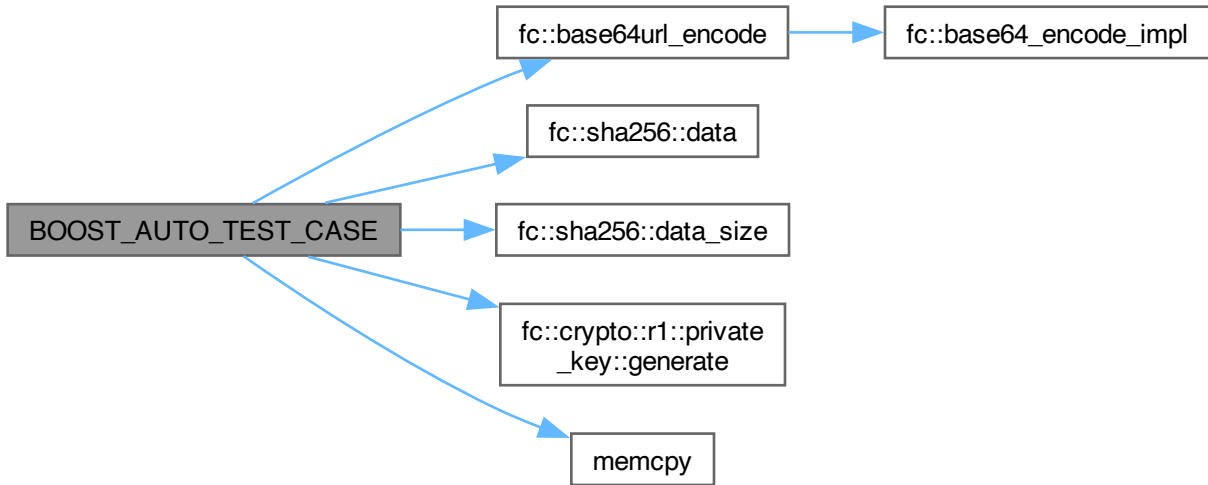 fc::base64url_encode
fc::base64_encode_impl
fc::sha256::data
BOOST_AUTO_TEST_CASE
fc::sha256::data_size
fc::crypto::r1::private
_key::generate
memcpy